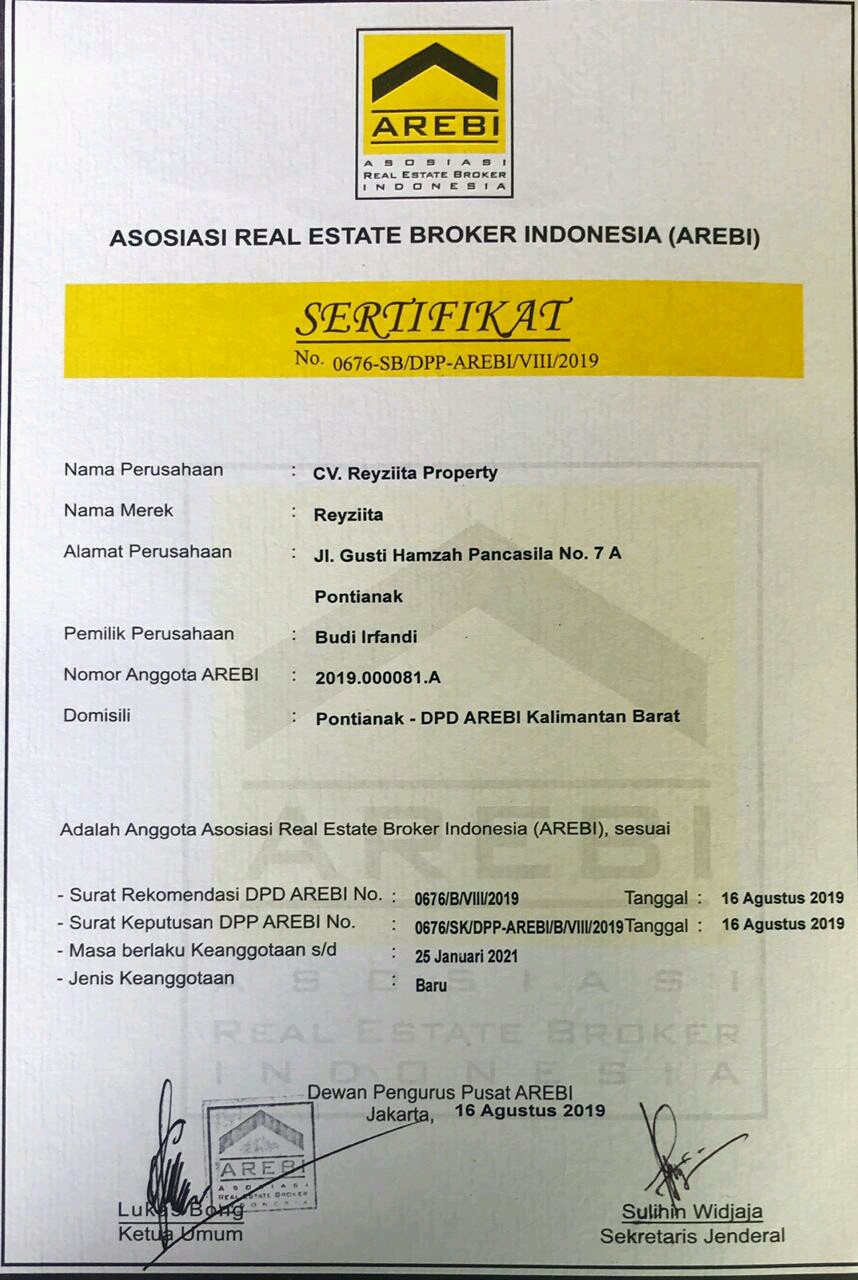 AREBI
ASOSIASI
REAL ESTATE BROKER
INDONESIA
ASOSIASI REAL ESTATE BROKER INDONESIA (AREBI)
SERTIFIKAT
No. 0676-SB/DPP-AREBI/VIII/2019
Nama Perusahaan : CV. Reyziita Property
Nama Merek : Reyziita
Alamat Perusahaan : Jl. Gusti Hamzah Pancasila No. 7 A
Pontianak
Pemilik Perusahaan : Budi Irfandi
Nomor Anggota AREBI : 2019.000081.A
Domisili : Pontianak - DPD AREBI Kalimantan Barat
AREBI
Adalah Anggota Asosiasi Real Estate Broker Indonesia (AREBI), sesuai
- Surat Rekomendasi DPD AREBI No. : 0676/B/VIII/2019 Tanggal : 16 Agustus 2019
- Surat Keputusan DPP AREBI No. : 0676/SK/DPP-AREBI/B/VIII/2019 Tanggal : 16 Agustus 2019
- Masa berlaku Keanggotaan s/d : 25 Januari 2021
- Jenis Keanggotaan : Baru
ASOSIASI
REAL ESTATE BROKER
INDONESIA
Dewan Pengurus Pusat AREBI
Jakarta, 16 Agustus 2019
AREBI
ASOSIASI
REAL ESTATE BROKER
INDONESIA
Lukas Bong
Ketua Umum
Sulihin Widjaja
Sekretaris Jenderal